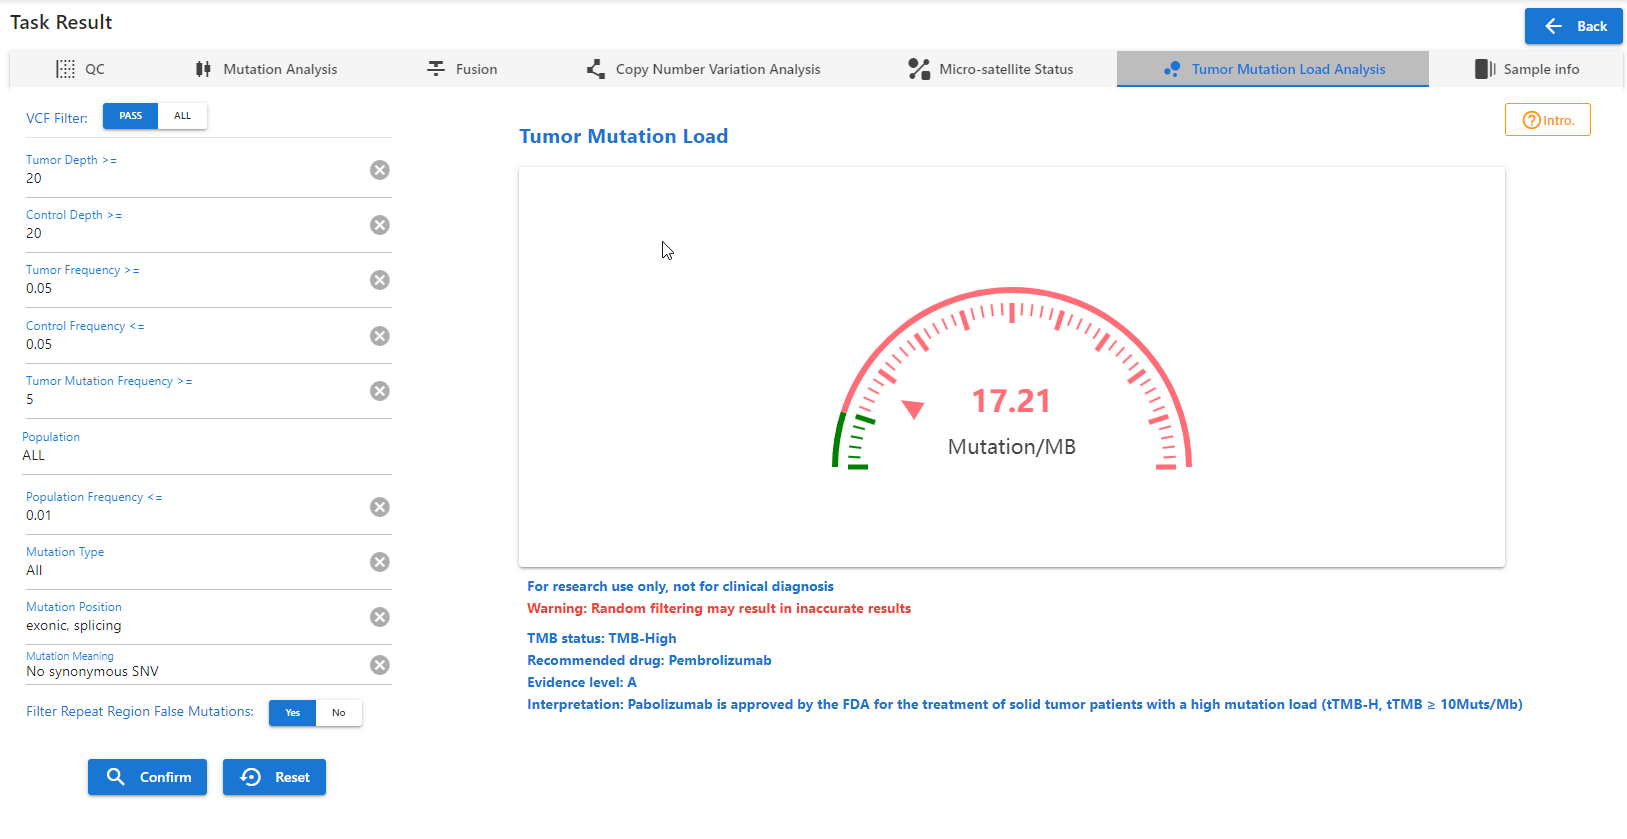 Task Result
Back
QC
Mutation Analysis
Fusion
Copy Number Variation Analysis
Micro-satellite Status
Tumor Mutation Load Analysis
Sample info
VCF Filter:
PASS
ALL
Tumor Depth >=
20
Control Depth >=
20
Tumor Frequency >=
0.05
Control Frequency <=
0.05
Tumor Mutation Frequency >=
5
Population
ALL
Population Frequency <=
0.01
Mutation Type
All
Mutation Position
exonic, splicing
Mutation Meaning
No synonymous SNV
Filter Repeat Region False Mutations:
Yes
No
Confirm
Reset
Tumor Mutation Load
Intro.
17.21
Mutation/MB
For research use only, not for clinical diagnosis
Warning: Random filtering may result in inaccurate results
TMB status: TMB-High
Recommended drug: Pembrolizumab
Evidence level: A
Interpretation: Pabolizumab is approved by the FDA for the treatment of solid tumor patients with a high mutation load (tTMB-H, tTMB ≥ 10Muts/Mb)